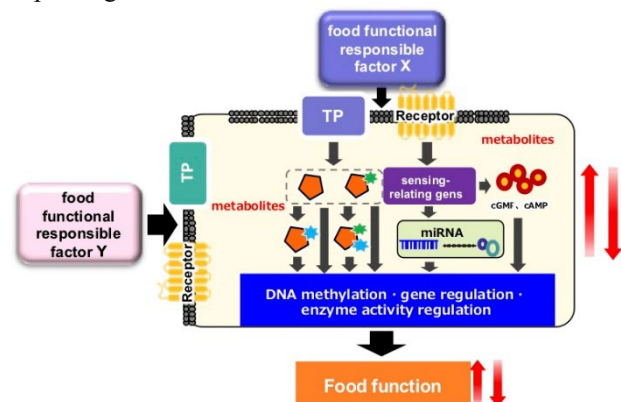 food functional
responsible
factor X
TP
Receptor
metabolites
TP
sensing-
relating gens
cGMF、cAMP
metabolites
food
functional
responsible
factor Y
miRNA
Receptor
DNA methylation · gene regulation ·
enzyme activity regulation
Food function